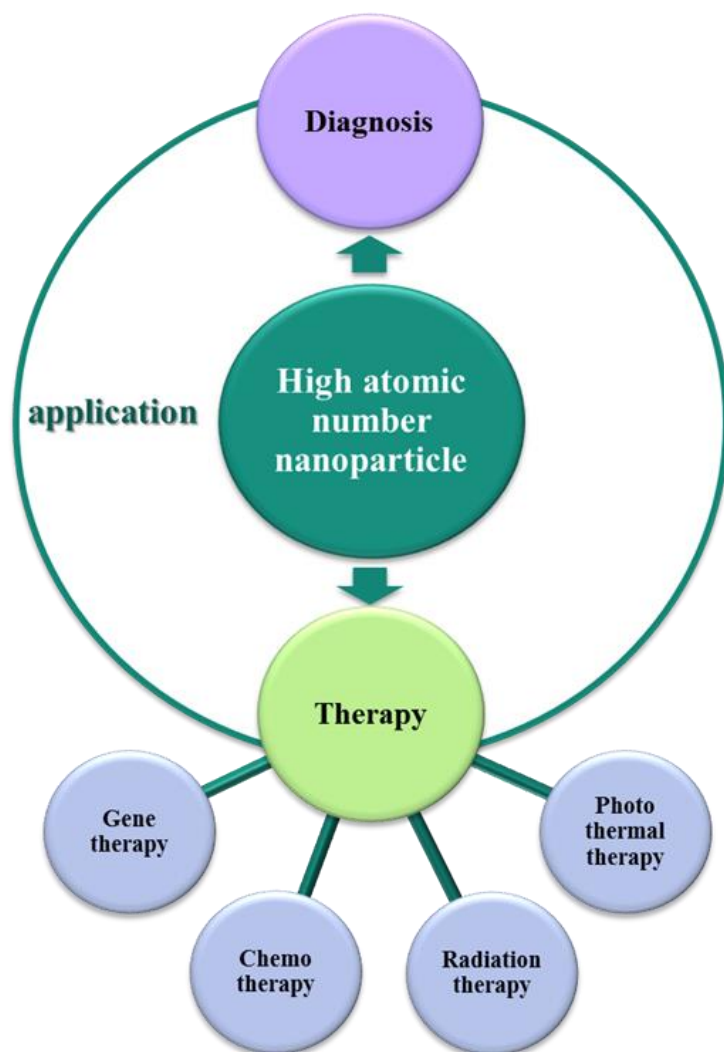 Diagnosis
High atomic
number
nanoparticle
application
Therapy
Gene
therapy
Photo
thermal
therapy
Chemo
therapy
Radiation
therapy